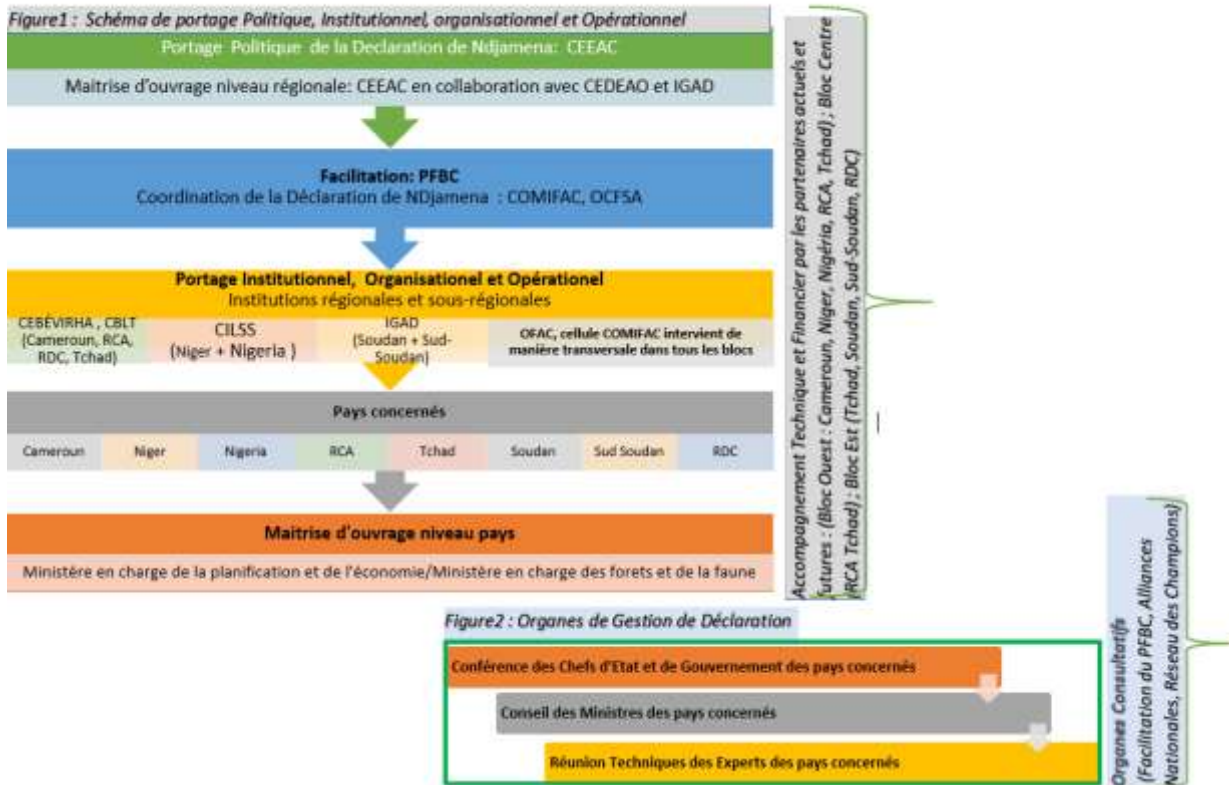 Figure1 : Schéma de portage Politique, Institutionnel, organisationnel et Opérationnel
Portage Politique de la Declaration de Ndjamena: CEEAC
Maitrise d'ouvrage niveau régionale: CEEAC en collaboration avec CEDEAO et IGAD
Facilitation: PFBC
Coordination de la Déclaration de NDjamena : COMIFAC, OCFSA
Portage Institutionnel, Organisationel et Opérationel
Institutions régionales et sous-régionales
CEBEVIRHA , CBLT
(Cameroun, RCA,
RDC, Tchad)
CILSS
(Niger + Nigeria )
IGAD
(Soudan + Sud-
Soudan)
OFAC, cellule COMIFAC intervient de
manière transversale dans tous les blocs
Pays concernés
Cameroun
Niger
Nigeria
RCA
Tchad
Soudan
Sud Soudan
RDC
Maitrise d'ouvrage niveau pays
Ministère en charge de la planification et de l'économie/Ministère en charge des forets et de la faune
Accompagnement Technique et Financier par les partenaires actuels et
futures : (Bloc Ouest : Cameroun, Niger, Nigéria, RCA, Tchad) ; Bloc Centre
(RCA Tchad) ; Bloc Est (Tchad, Soudan, Sud-Soudan, RDC)
Figure2 : Organes de Gestion de Déclaration
Conférence des Chefs d'Etat et de Gouvernement des pays concernés
Conseil des Ministres des pays concernés
Réunion Techniques des Experts des pays concernés
Organes Consultatifs
(Facilitation du PFBC, Alliances
Nationales, Réseau des Champions)